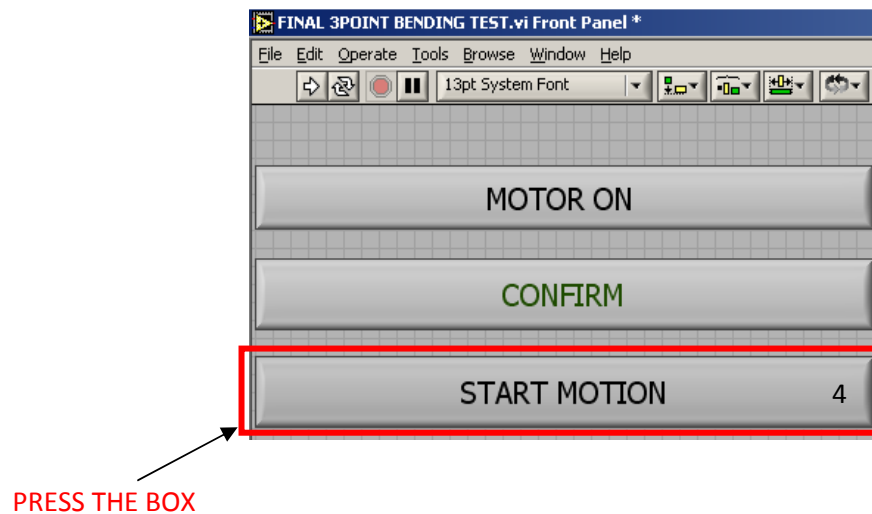 FINAL 3POINT BENDING TEST.vi Front Panel *
File Edit Operate Tools Browse Window Help
13pt System Font
MOTOR ON
CONFIRM
START MOTION 4
PRESS THE BOX